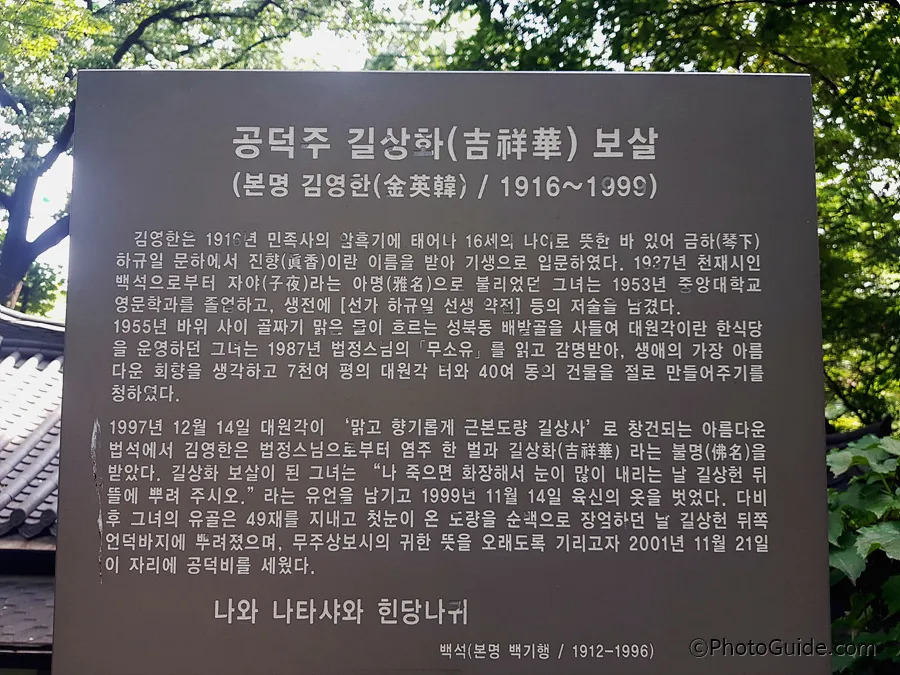 공덕주 길상화(吉祥華) 보살
(본명 김영한(金英韓) / 1916~1999)
김영한은 1916년 민족사의 암흑기에 태어나 16세의 나이로 뜻한 바 있어 금하(琴下)
하규일 문하에서 진향(眞香)이란 이름을 받아 기생으로 입문하였다. 1937년 천재시인
백석으로부터 자야(子夜)라는 아명(雅名)으로 불리었던 그녀는 1953년 중앙대학교
영문학과를 졸업하고, 생전에 [선가 하규일 선생 약전] 등의 저술을 남겼다.
1955년 바위 사이 골짜기 맑은 물이 흐르는 성북동 배밭골을 사들여 대원각이란 한식당
을 운영하던 그녀는 1987년 법정스님의「무소유」를 읽고 감명받아, 생애의 가장 아름
다운 회향을 생각하고 7천여 평의 대원각 터와 40여 동의 건물을 절로 만들어주기를
청하였다.
1997년 12월 14일 대원각이 ‘맑고 향기롭게 근본도량 길상사’로 창건되는 아름다운
법석에서 김영한은 법정스님으로부터 염주 한 벌과 길상화(吉祥華) 라는 불명(佛名)을
받았다. 길상화 보살이 된 그녀는 “나 죽으면 화장해서 눈이 많이 내리는 날 길상헌 뒤
뜰에 뿌려 주시오.”라는 유언을 남기고 1999년 11월 14일 육신의 옷을 벗었다. 다비
후 그녀의 유골은 49재를 지내고 첫눈이 온 도량을 순백으로 장엄하던 날 길상헌 뒤쪽
언덕바지에 뿌려졌으며, 무주상보시의 귀한 뜻을 오래도록 기리고자 2001년 11월 21일
이 자리에 공덕비를 세웠다.
나와 나타샤와 흰당나귀
백석(본명 백기행 / 1912-1996)
©PhotoGuide.com